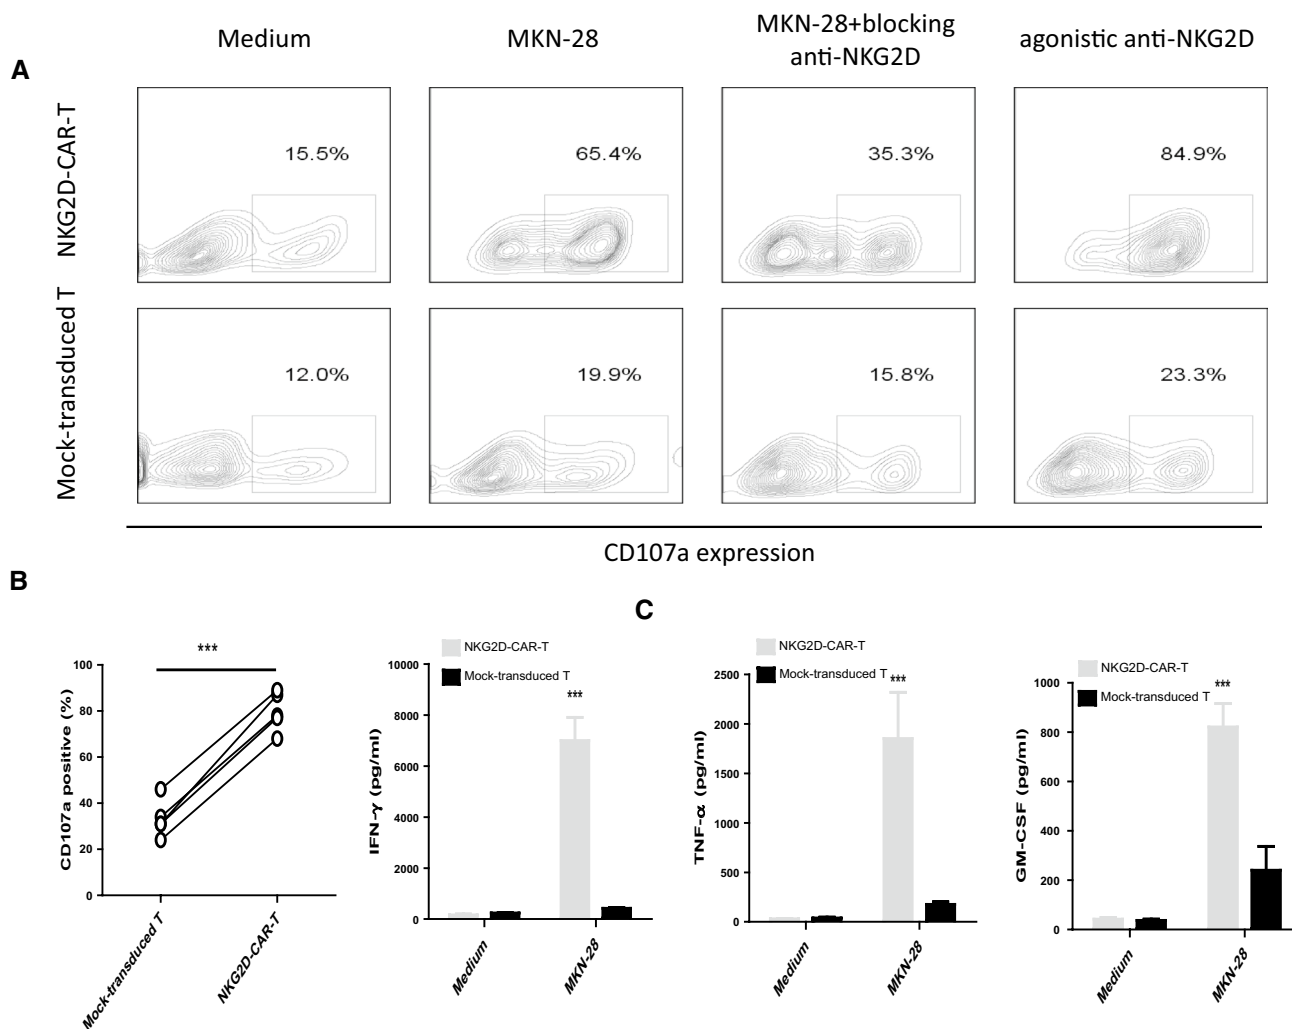 Medium
MKN-28
MKN-28+blocking
anti-NKG2D
agonistic anti-NKG2D
A
NKG2D-CAR-T
15.5%
65.4%
35.3%
84.9%
Mock-transduced T
12.0%
19.9%
15.8%
23.3%
CD107a expression
B
***
CD107a positive (%)
100
80
60
40
20
0
Mock-transduced T
NKG2D-CAR-T
NKG2D-CAR-T
Mock-transduced T
***
IFN-γ (pg/ml)
10000
8000
6000
4000
2000
0
Medium
MKN-28
C
NKG2D-CAR-T
Mock-transduced T
***
TNF-α (pg/ml)
2500
2000
1500
1000
500
0
Medium
MKN-28
NKG2D-CAR-T
Mock-transduced T
***
GM-CSF (pg/ml)
1000
800
600
400
200
0
Medium
MKN-28